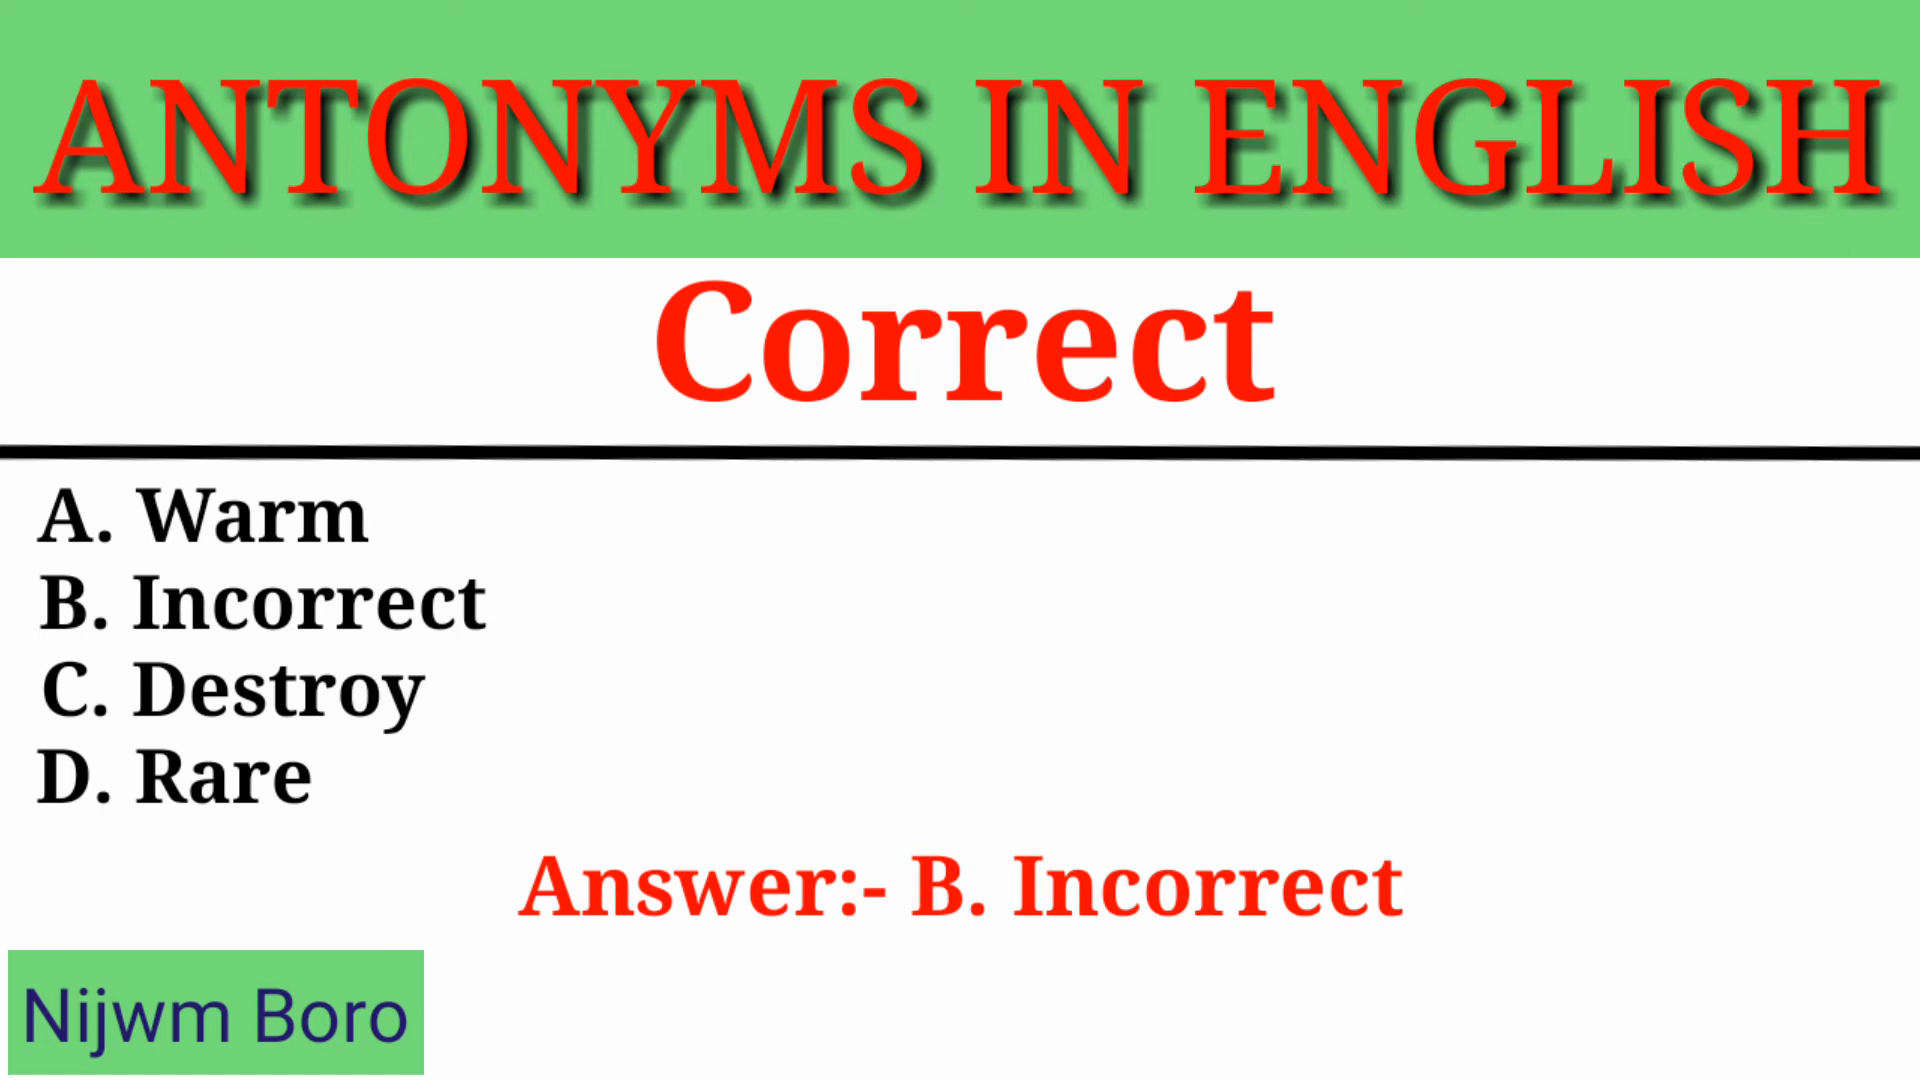 ANTONYMS IN ENGLISH
Correct
A. Warm
B. Incorrect
C. Destroy
D. Rare
Answer:- B. Incorrect
Nijwm Boro